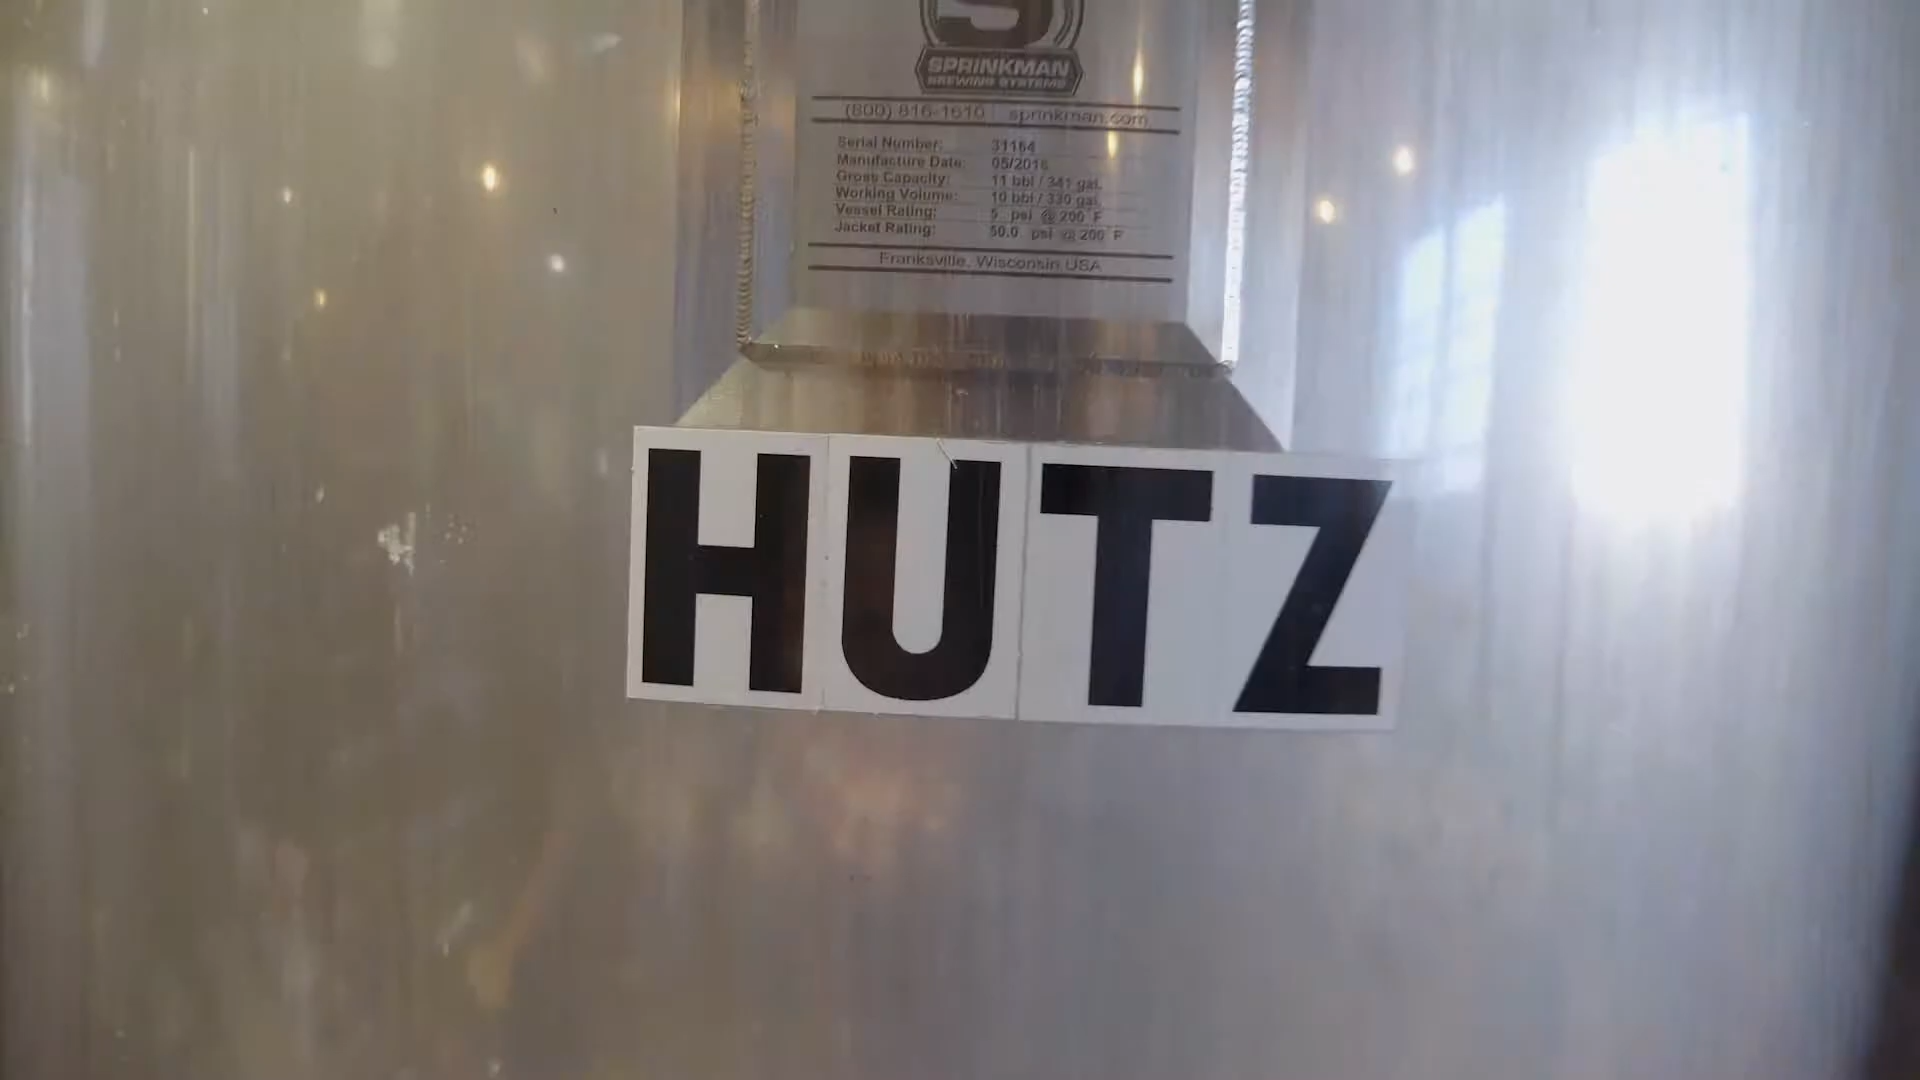 S
SPRINKMAN
BREWING SYSTEMS
(800) 816-1610 | sprinkman.com
Serial Number: 31164
Manufacture Date: 05/2016
Gross Capacity: 11 bbl / 341 gal.
Working Volume: 10 bbl / 330 gal.
Vessel Rating: 5 psi @ 200 F
Jacket Rating: 50.0 psi @ 200 F
Franksville, Wisconsin USA
HUTZ